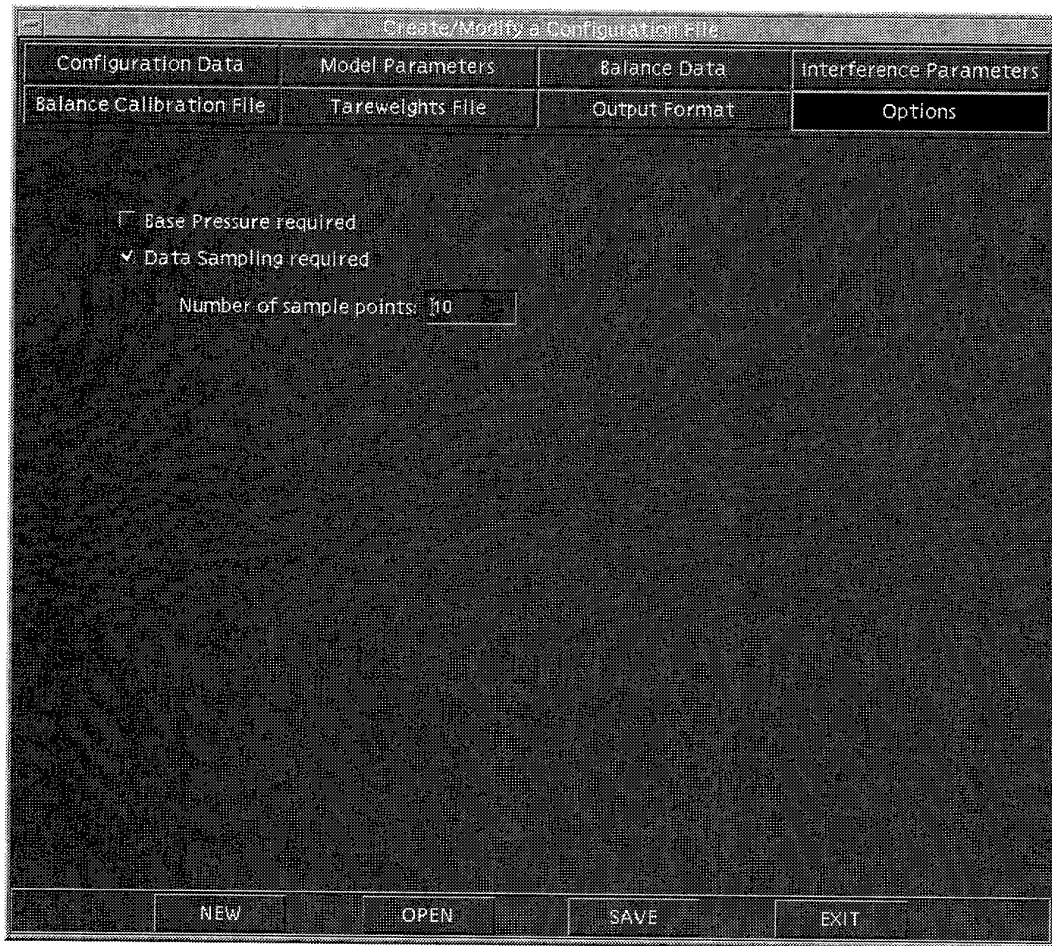 Create/Modify a Configuration File
Configuration Data Model Parameters Balance Data Interference Parameters
Balance Calibration File Tareweights File Output Format Options
Base Pressure required
Data Sampling required
Number of sample points: 10
NEW OPEN SAVE EXIT